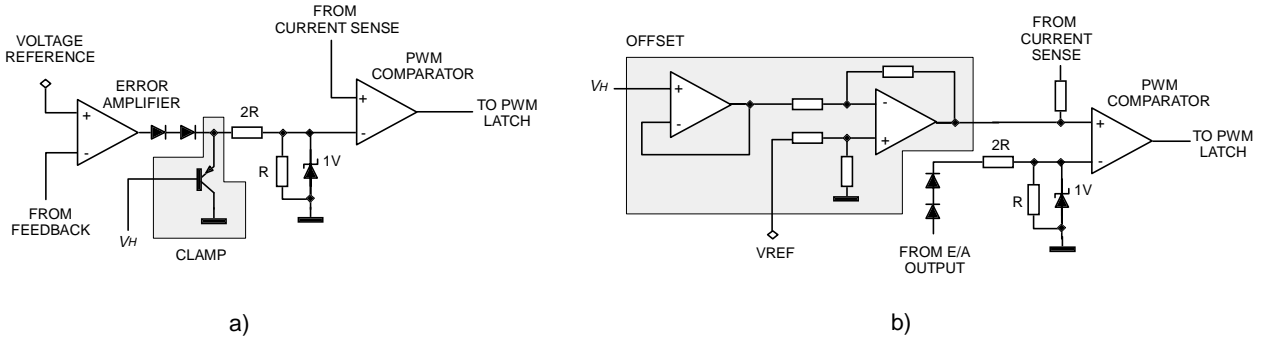 VOLTAGE
REFERENCE
ERROR
AMPLIFIER
+
-
FROM
FEEDBACK
VH
CLAMP
2R
R
1V
FROM
CURRENT SENSE
+
-
PWM
COMPARATOR
TO PWM
LATCH
a)
OFFSET
VH
+
-
-
+
VREF
FROM E/A
OUTPUT
2R
R
1V
FROM
CURRENT
SENSE
+
-
PWM
COMPARATOR
TO PWM
LATCH
b)